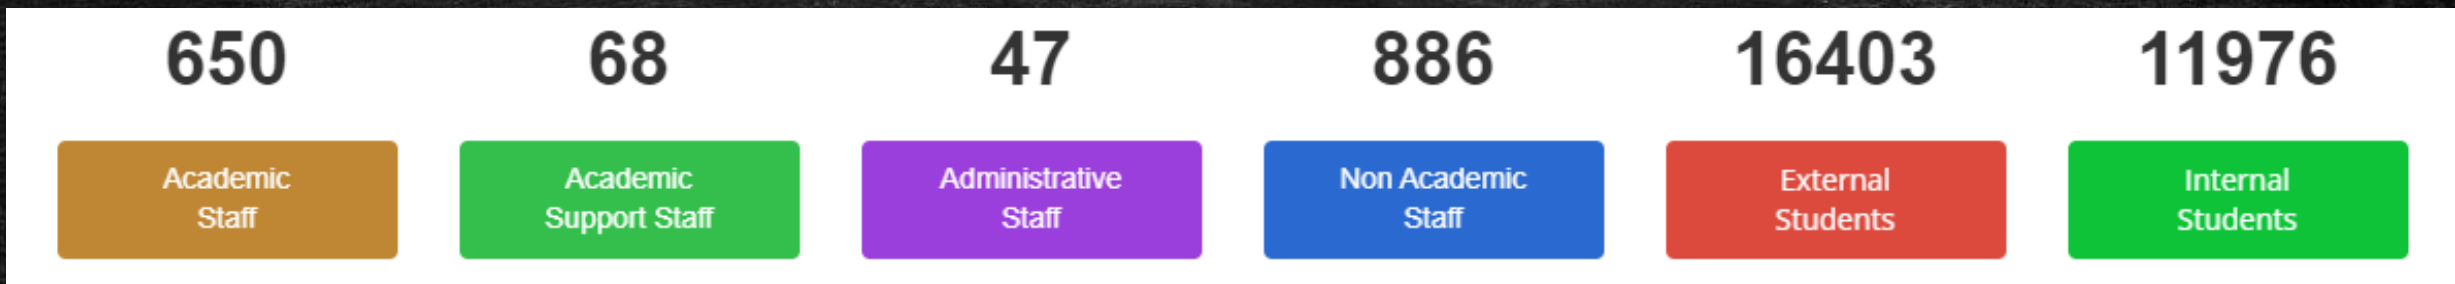 650
Academic
Staff
68
Academic
Support Staff
47
Administrative
Staff
886
Non Academic
Staff
16403
External
Students
11976
Internal
Students